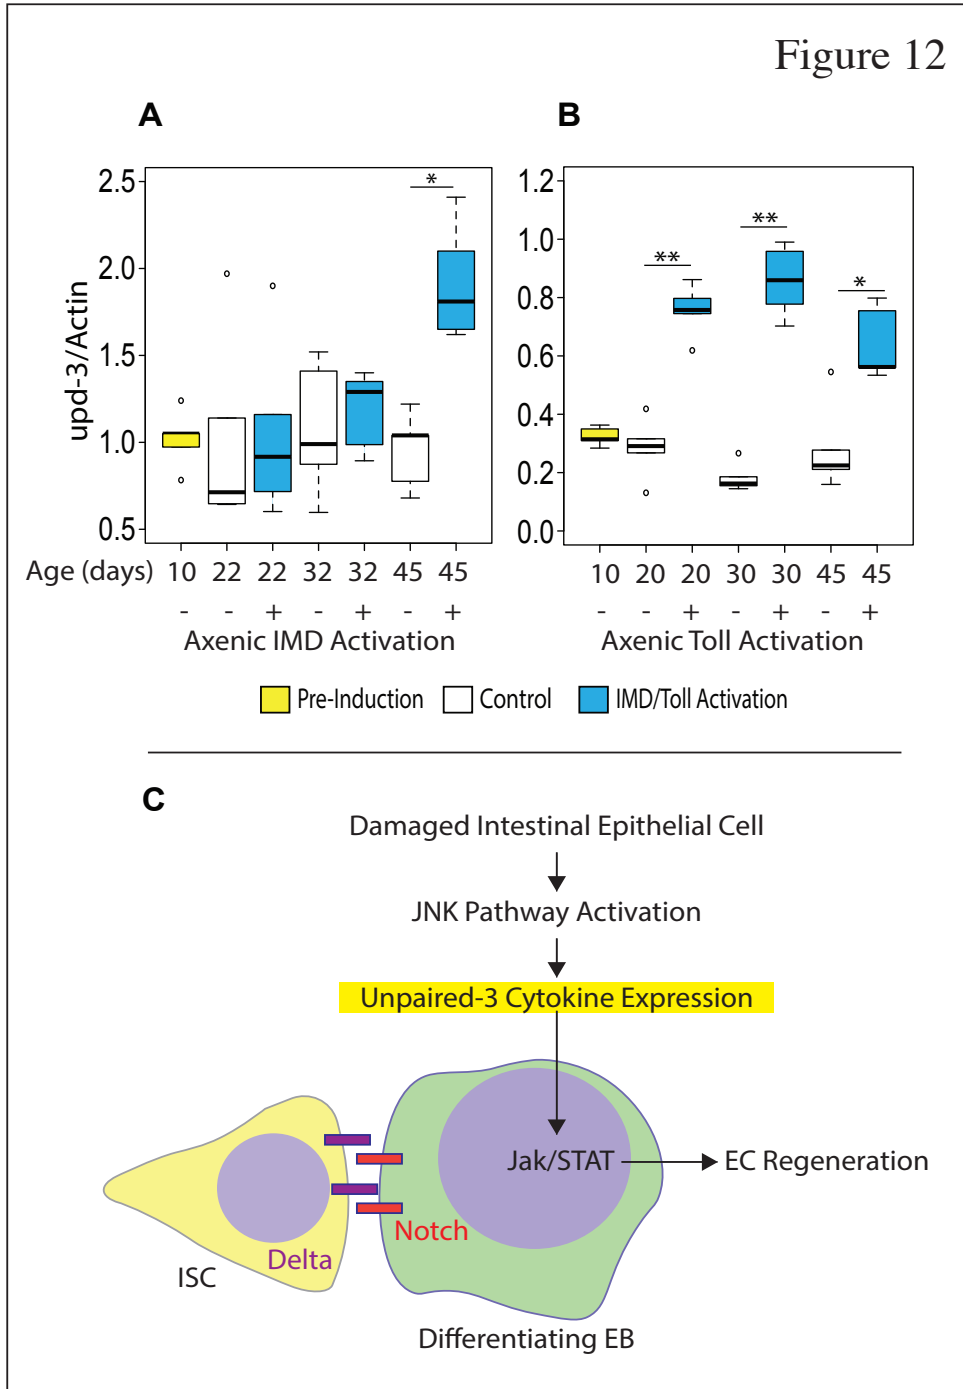 Figure 12
A
B
upd-3/Actin
2.5
2.0
1.5
1.0
0.5
*
1.2
1.0
0.8
0.6
0.4
0.2
0.0
**
**
*
Age (days) 10 22 22 32 32 45 45
- - + - + - +
Axenic IMD Activation
10 20 20 30 30 45 45
- - + - + - +
Axenic Toll Activation
Pre-Induction Control IMD/Toll Activation
C
Damaged Intestinal Epithelial Cell
JNK Pathway Activation
Unpaired-3 Cytokine Expression
Jak/STAT
EC Regeneration
Notch
Delta
ISC
Differentiating EB